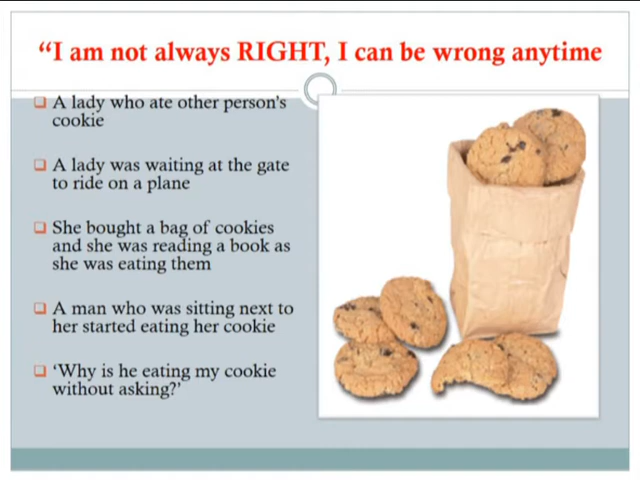 “I am not always RIGHT, I can be wrong anytime
A lady who ate other person's
cookie
A lady was waiting at the gate
to ride on a plane
She bought a bag of cookies
and she was reading a book as
she was eating them
A man who was sitting next to
her started eating her cookie
‘Why is he eating my cookie
without asking?’